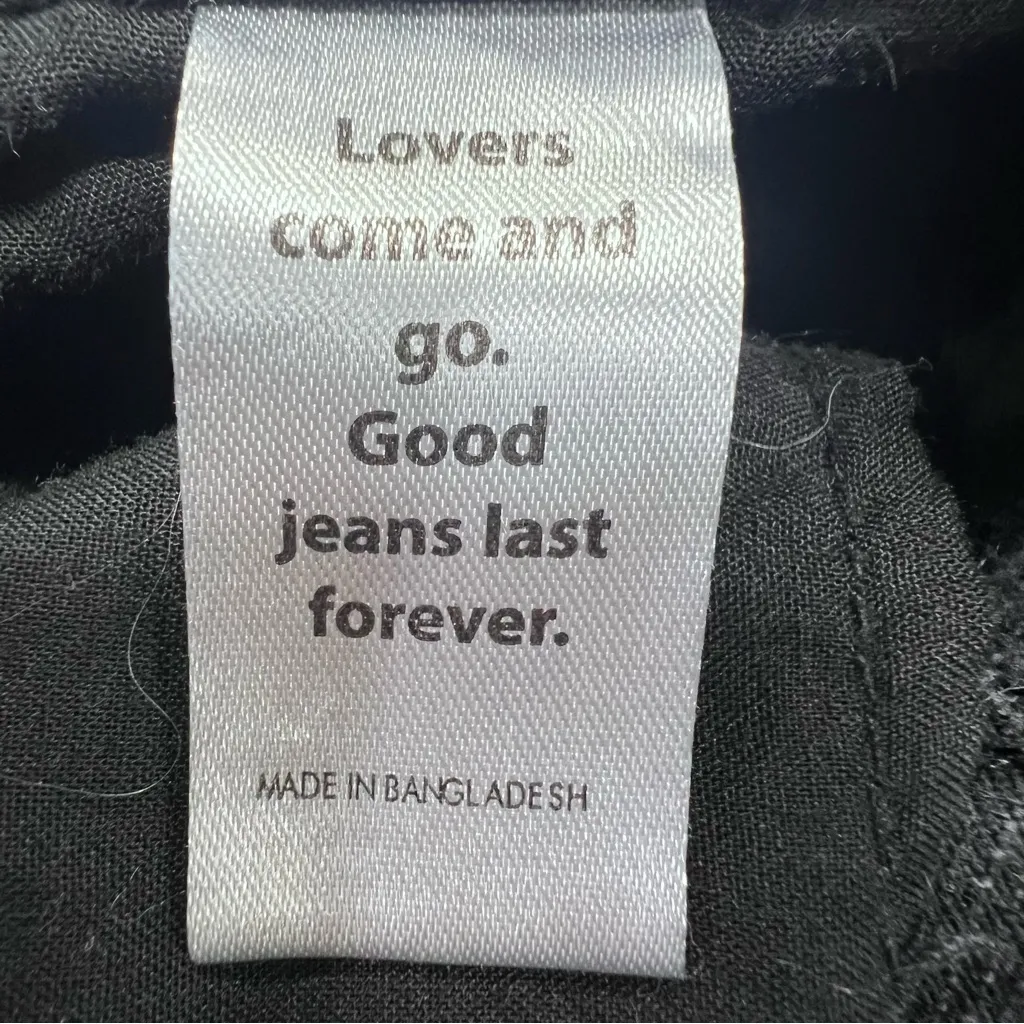 Lovers
come and
go.
Good
jeans last
forever.
MADE IN BANGLADESH